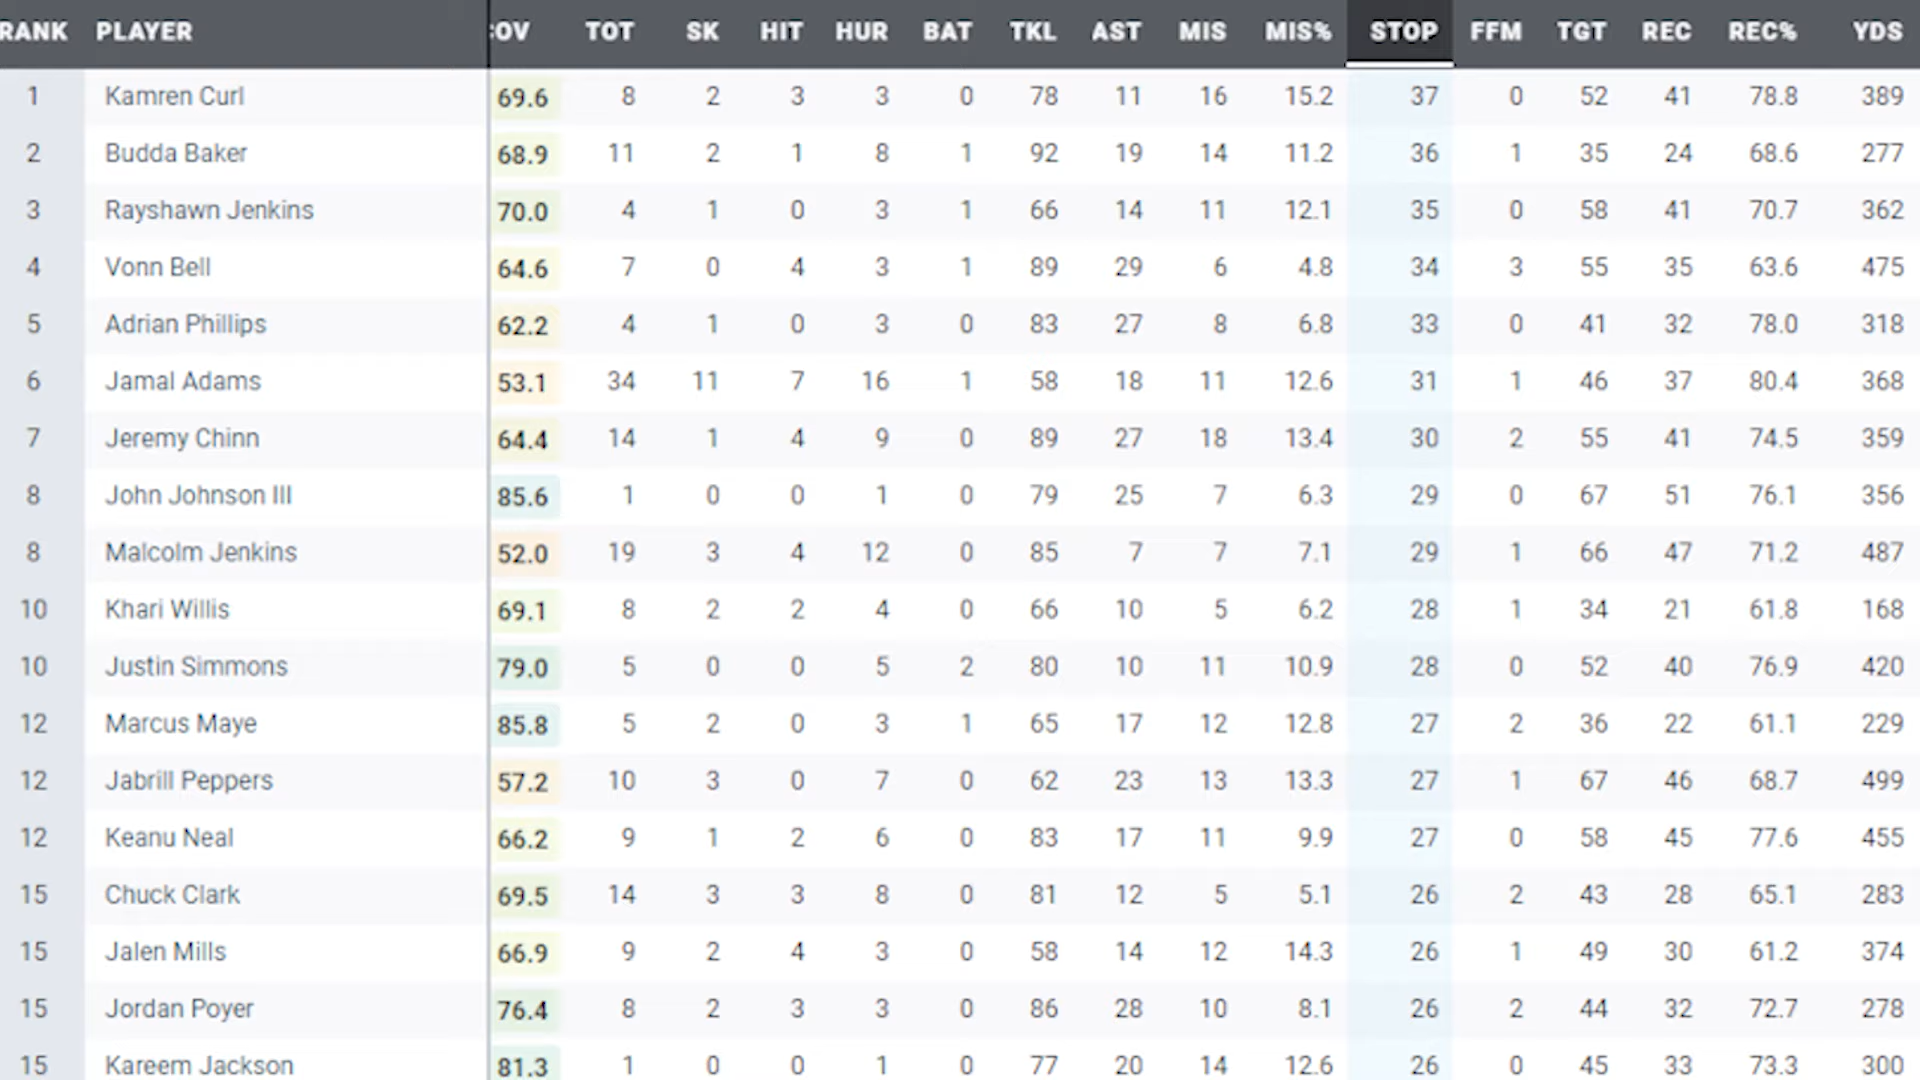 RANK PLAYER OV TOT SK HIT HUR BAT TKL AST MIS MIS% STOP FFM TGT REC REC% YDS
1 Kamren Curl 69.6 8 2 3 3 0 78 11 16 15.2 37 0 52 41 78.8 389
2 Budda Baker 68.9 11 2 1 8 1 92 19 14 11.2 36 1 35 24 68.6 277
3 Rayshawn Jenkins 70.0 4 1 0 3 1 66 14 11 12.1 35 0 58 41 70.7 362
4 Vonn Bell 64.6 7 0 4 3 1 89 29 6 4.8 34 3 55 35 63.6 475
5 Adrian Phillips 62.2 4 1 0 3 0 83 27 8 6.8 33 0 41 32 78.0 318
6 Jamal Adams 53.1 34 11 7 16 1 58 18 11 12.6 31 1 46 37 80.4 368
7 Jeremy Chinn 64.4 14 1 4 9 0 89 27 18 13.4 30 2 55 41 74.5 359
8 John Johnson III 85.6 1 0 0 1 0 79 25 7 6.3 29 0 67 51 76.1 356
8 Malcolm Jenkins 52.0 19 3 4 12 0 85 7 7 7.1 29 1 66 47 71.2 487
10 Khari Willis 69.1 8 2 2 4 0 66 10 5 6.2 28 1 34 21 61.8 168
10 Justin Simmons 79.0 5 0 0 5 2 80 10 11 10.9 28 0 52 40 76.9 420
12 Marcus Maye 85.8 5 2 0 3 1 65 17 12 12.8 27 2 36 22 61.1 229
12 Jabrill Peppers 57.2 10 3 0 7 0 62 23 13 13.3 27 1 67 46 68.7 499
12 Keanu Neal 66.2 9 1 2 6 0 83 17 11 9.9 27 0 58 45 77.6 455
15 Chuck Clark 69.5 14 3 3 8 0 81 12 5 5.1 26 2 43 28 65.1 283
15 Jalen Mills 66.9 9 2 4 3 0 58 14 12 14.3 26 1 49 30 61.2 374
15 Jordan Poyer 76.4 8 2 3 3 0 86 28 10 8.1 26 2 44 32 72.7 278
15 Kareem Jackson 81.3 1 0 0 1 0 77 20 14 12.6 26 0 45 33 73.3 300